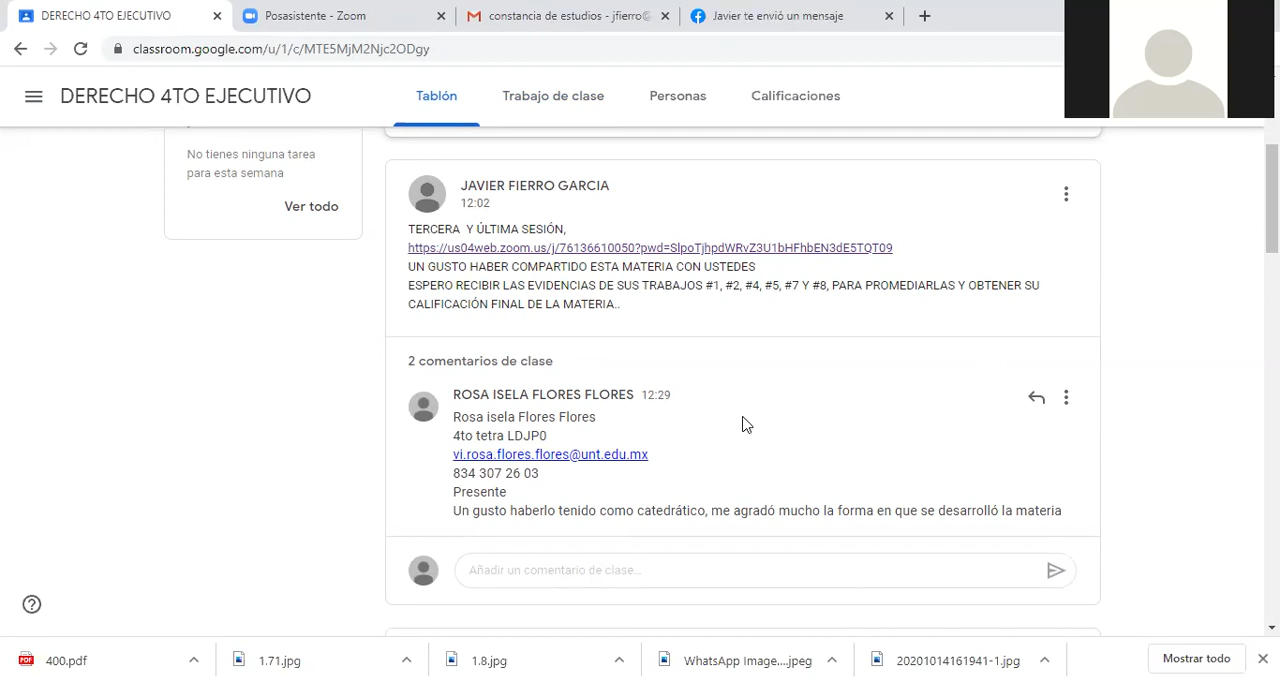 DERECHO 4TO EJECUTIVO
Posasistente - Zoom
constancia de estudios - jfierro@
Javier te envió un mensaje
classroom.google.com/u/1/c/MTE5MjM2Njc2ODgy
DERECHO 4TO EJECUTIVO
Tablón
Trabajo de clase
Personas
Calificaciones
No tienes ninguna tarea
para esta semana
Ver todo
JAVIER FIERRO GARCIA
12:02
TERCERA Y ÚLTIMA SESIÓN,
https://us04web.zoom.us/j/76136610050?pwd=SlpoTjhpdWRvZ3U1bHFhbEN3dE5TQT09
UN GUSTO HABER COMPARTIDO ESTA MATERIA CON USTEDES
ESPERO RECIBIR LAS EVIDENCIAS DE SUS TRABAJOS #1, #2, #4, #5, #7 Y #8, PARA PROMEDIARLAS Y OBTENER SU
CALIFICACIÓN FINAL DE LA MATERIA..
2 comentarios de clase
ROSA ISELA FLORES FLORES 12:29
Rosa isela Flores Flores
4to tetra LDJP0
vi.rosa.flores.flores@unt.edu.mx
834 307 26 03
Presente
Un gusto haberlo tenido como catedrático, me agradó mucho la forma en que se desarrolló la materia
Añadir un comentario de clase...
400.pdf
1.71.jpg
1.8.jpg
WhatsApp Image....jpeg
20201014161941-1.jpg
Mostrar todo